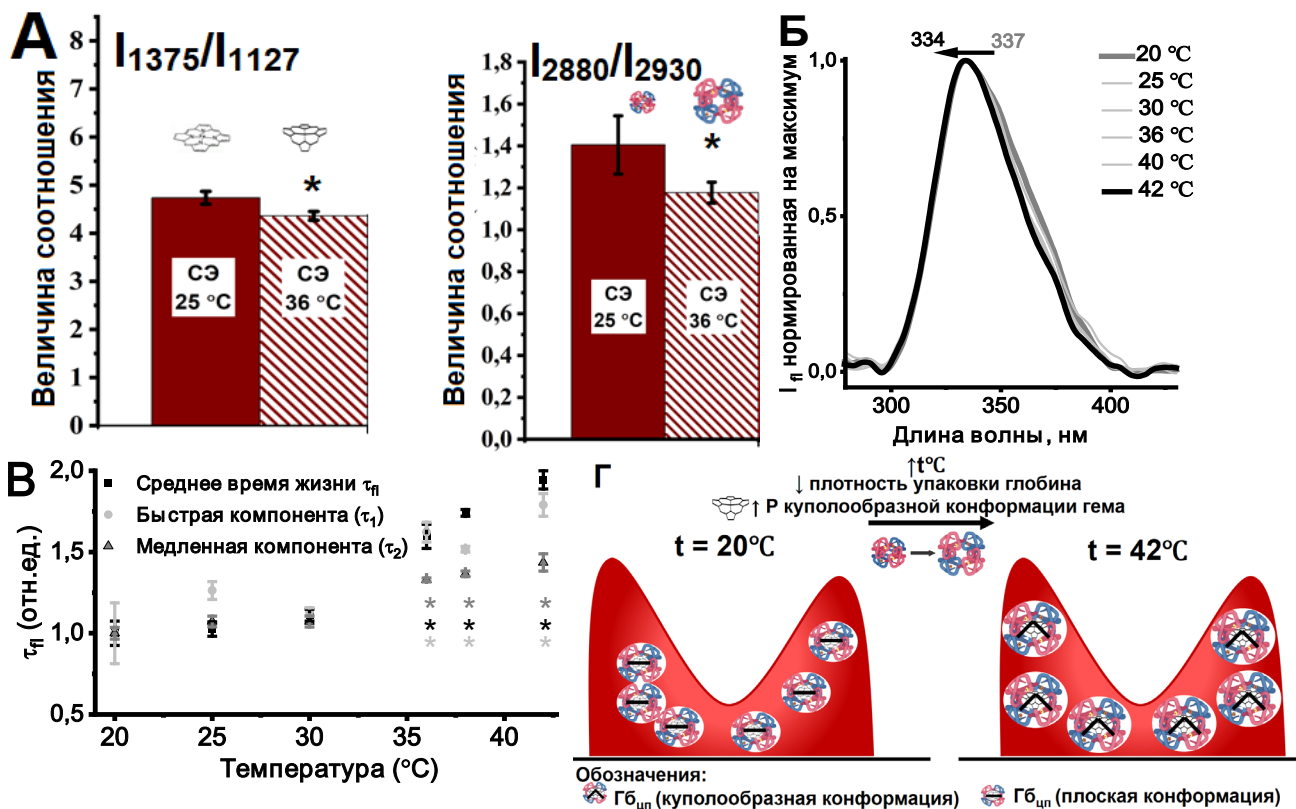 А
I1375/I1127
Величина соотношения
8
7
6
5
4
3
2
1
0
*
СЭ
25 °C
СЭ
36 °C
I2880/I2930
Величина соотношения
1,8
1,6
1,4
1,2
1,0
0,8
0,6
0,4
0,2
0,0
*
СЭ
25 °C
СЭ
36 °C
Б
334
337
20 °C
25 °C
30 °C
36 °C
40 °C
42 °C
I fl нормированная на максимум
1,0
0,5
0,0
300
350
400
Длина волны, нм
В
Среднее время жизни τfl
Быстрая компонента (τ1)
Медленная компонента (τ2)
τfl (отн.ед.)
2,0
1,5
1,0
0,5
* * *
* * *
* * *
20
25
30
35
40
Температура (°C)
Г
↑t°C
↓ плотность упаковки глобина
↑ P куполообразной конформации гема
t = 20°C
t = 42°C
Обозначения:
Гбцп (куполообразная конформация)
Гбцп (плоская конформация)